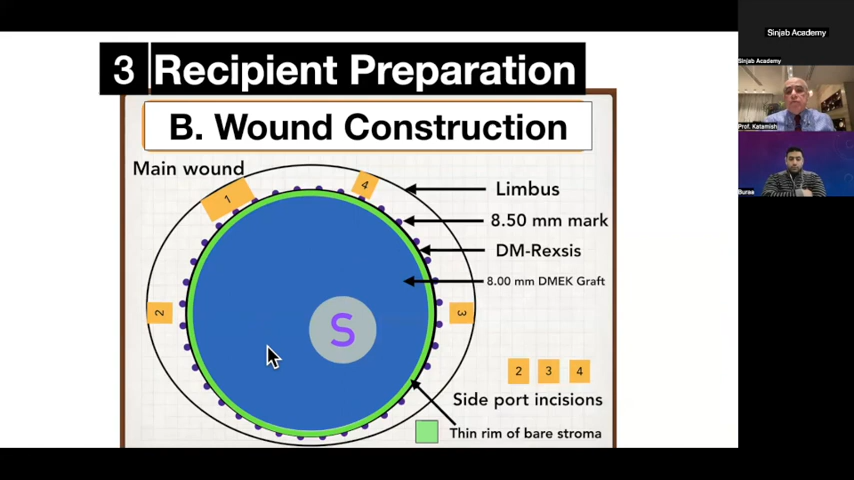 3 Recipient Preparation
B. Wound Construction
Main wound
1
4
2
3
S
Limbus
8.50 mm mark
DM-Rexsis
8.00 mm DMEK Graft
2 3 4
Side port incisions
Thin rim of bare stroma
Sinjab Academy
Sinjab Academy
Prof. Katamish
Buras